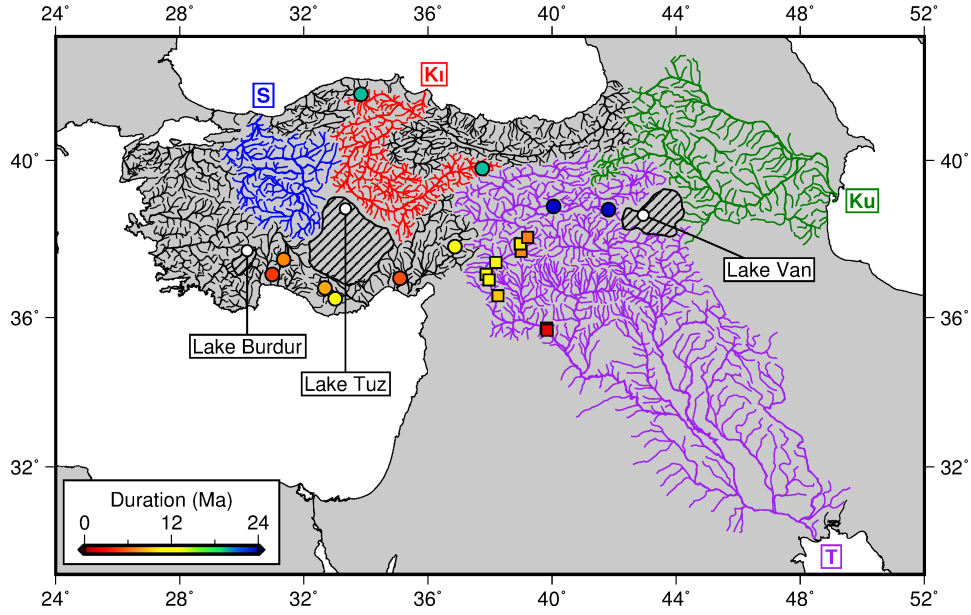 24° 28° 32° 36° 40° 44° 48° 52°
S
Kı
40° 40°
Ku
Lake Van
36° 36°
Lake Burdur
Lake Tuz
32° 32°
Duration (Ma)
0 12 24
T
24° 28° 32° 36° 40° 44° 48° 52°